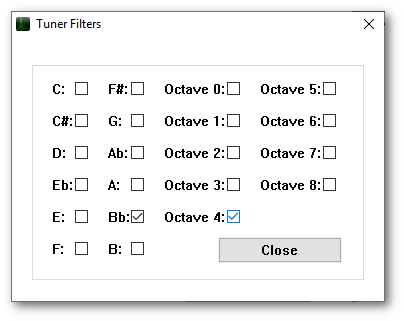 Tuner Filters
C: F#: Octave 0: Octave 5:
C#: G: Octave 1: Octave 6:
D: Ab: Octave 2: Octave 7:
Eb: A: Octave 3: Octave 8:
E: Bb: Octave 4:
F: B: Close